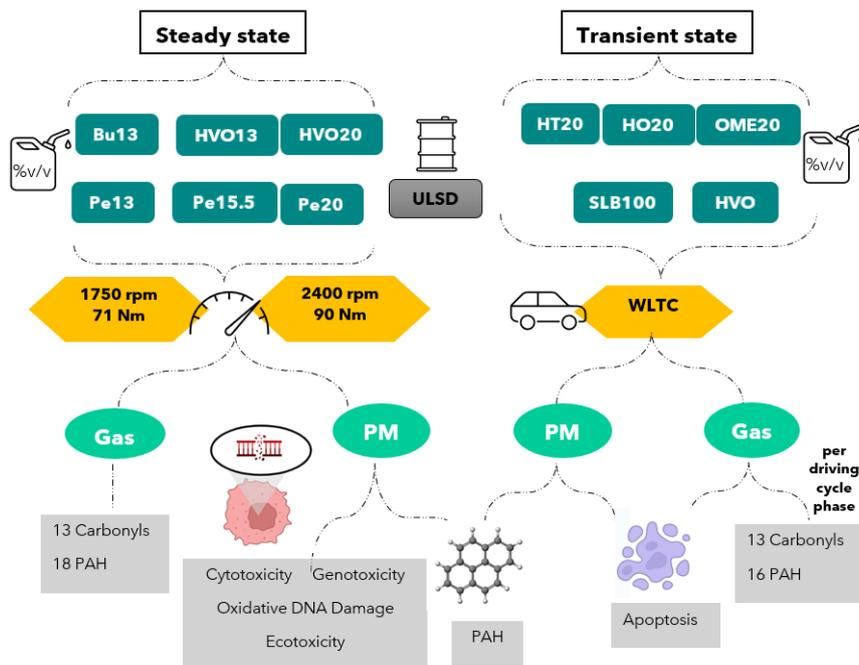 Steady state
Transient state
Bu13
HVO13
HVO20
HT20
HO20
OME20
%v/v
%v/v
Pe13
Pe15.5
Pe20
ULSD
SLB100
HVO
1750 rpm
71 Nm
2400 rpm
90 Nm
WLTC
Gas
PM
PM
Gas
per
driving
cycle
phase
13 Carbonyls
18 PAH
13 Carbonyls
16 PAH
Cytotoxicity Genotoxicity
Oxidative DNA Damage
Ecotoxicity
PAH
Apoptosis